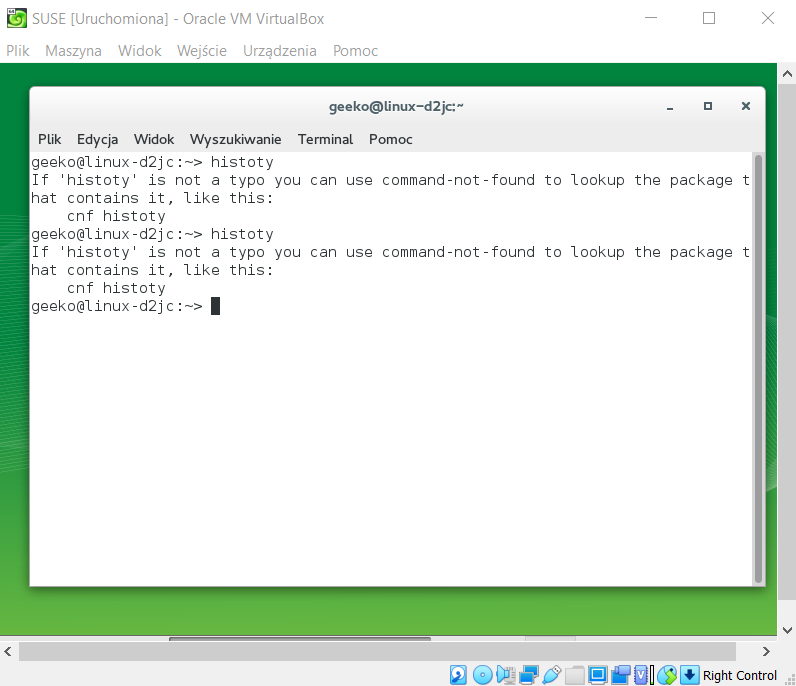 SUSE [Uruchomiona] - Oracle VM VirtualBox
Plik Maszyna Widok Wejście Urządzenia Pomoc
geeko@linux-d2jc:~
Plik Edycja Widok Wyszukiwanie Terminal Pomoc
geeko@linux-d2jc:~> histoty
If 'histoty' is not a typo you can use command-not-found to lookup the package t
hat contains it, like this:
    cnf histoty
geeko@linux-d2jc:~> histoty
If 'histoty' is not a typo you can use command-not-found to lookup the package t
hat contains it, like this:
    cnf histoty
geeko@linux-d2jc:~>
Right Control